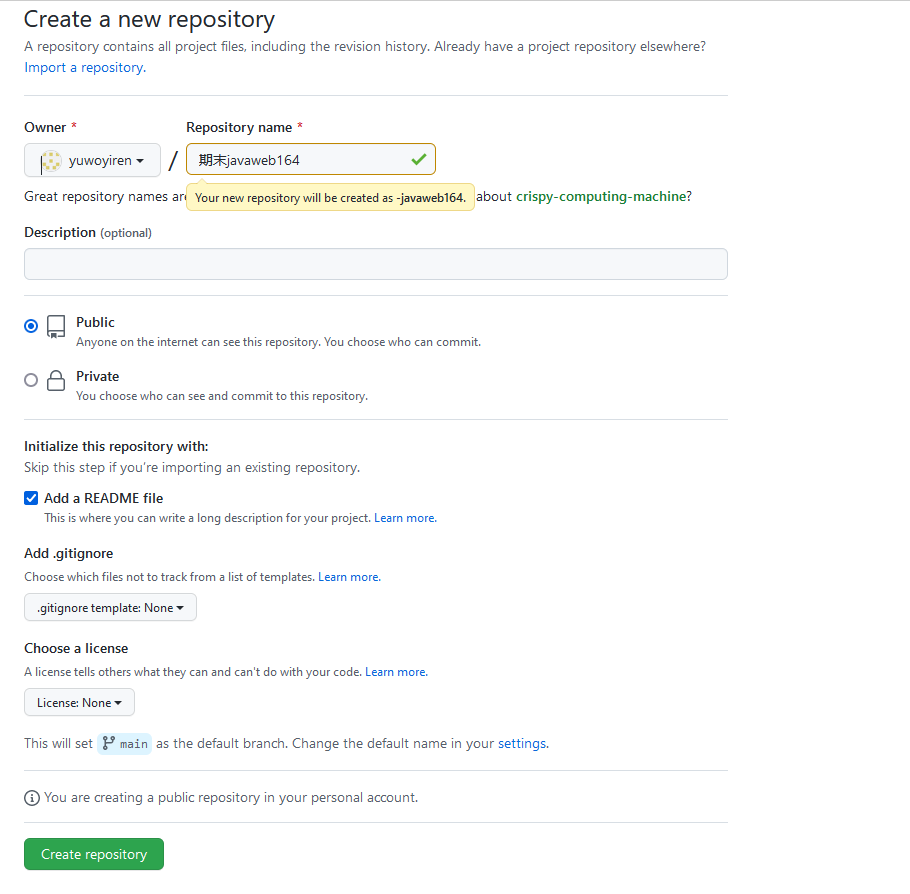 Create a new repository
A repository contains all project files, including the revision history. Already have a project repository elsewhere?
Import a repository.
Owner *
Repository name *
yuwoyiren
/
期末javaweb164
Great repository names are
Your new repository will be created as -javaweb164.
about crispy-computing-machine?
Description (optional)
Public
Anyone on the internet can see this repository. You choose who can commit.
Private
You choose who can see and commit to this repository.
Initialize this repository with:
Skip this step if you're importing an existing repository.
Add a README file
This is where you can write a long description for your project. Learn more.
Add .gitignore
Choose which files not to track from a list of templates. Learn more.
.gitignore template: None
Choose a license
A license tells others what they can and can't do with your code. Learn more.
License: None
This will set main as the default branch. Change the default name in your settings.
You are creating a public repository in your personal account.
Create repository